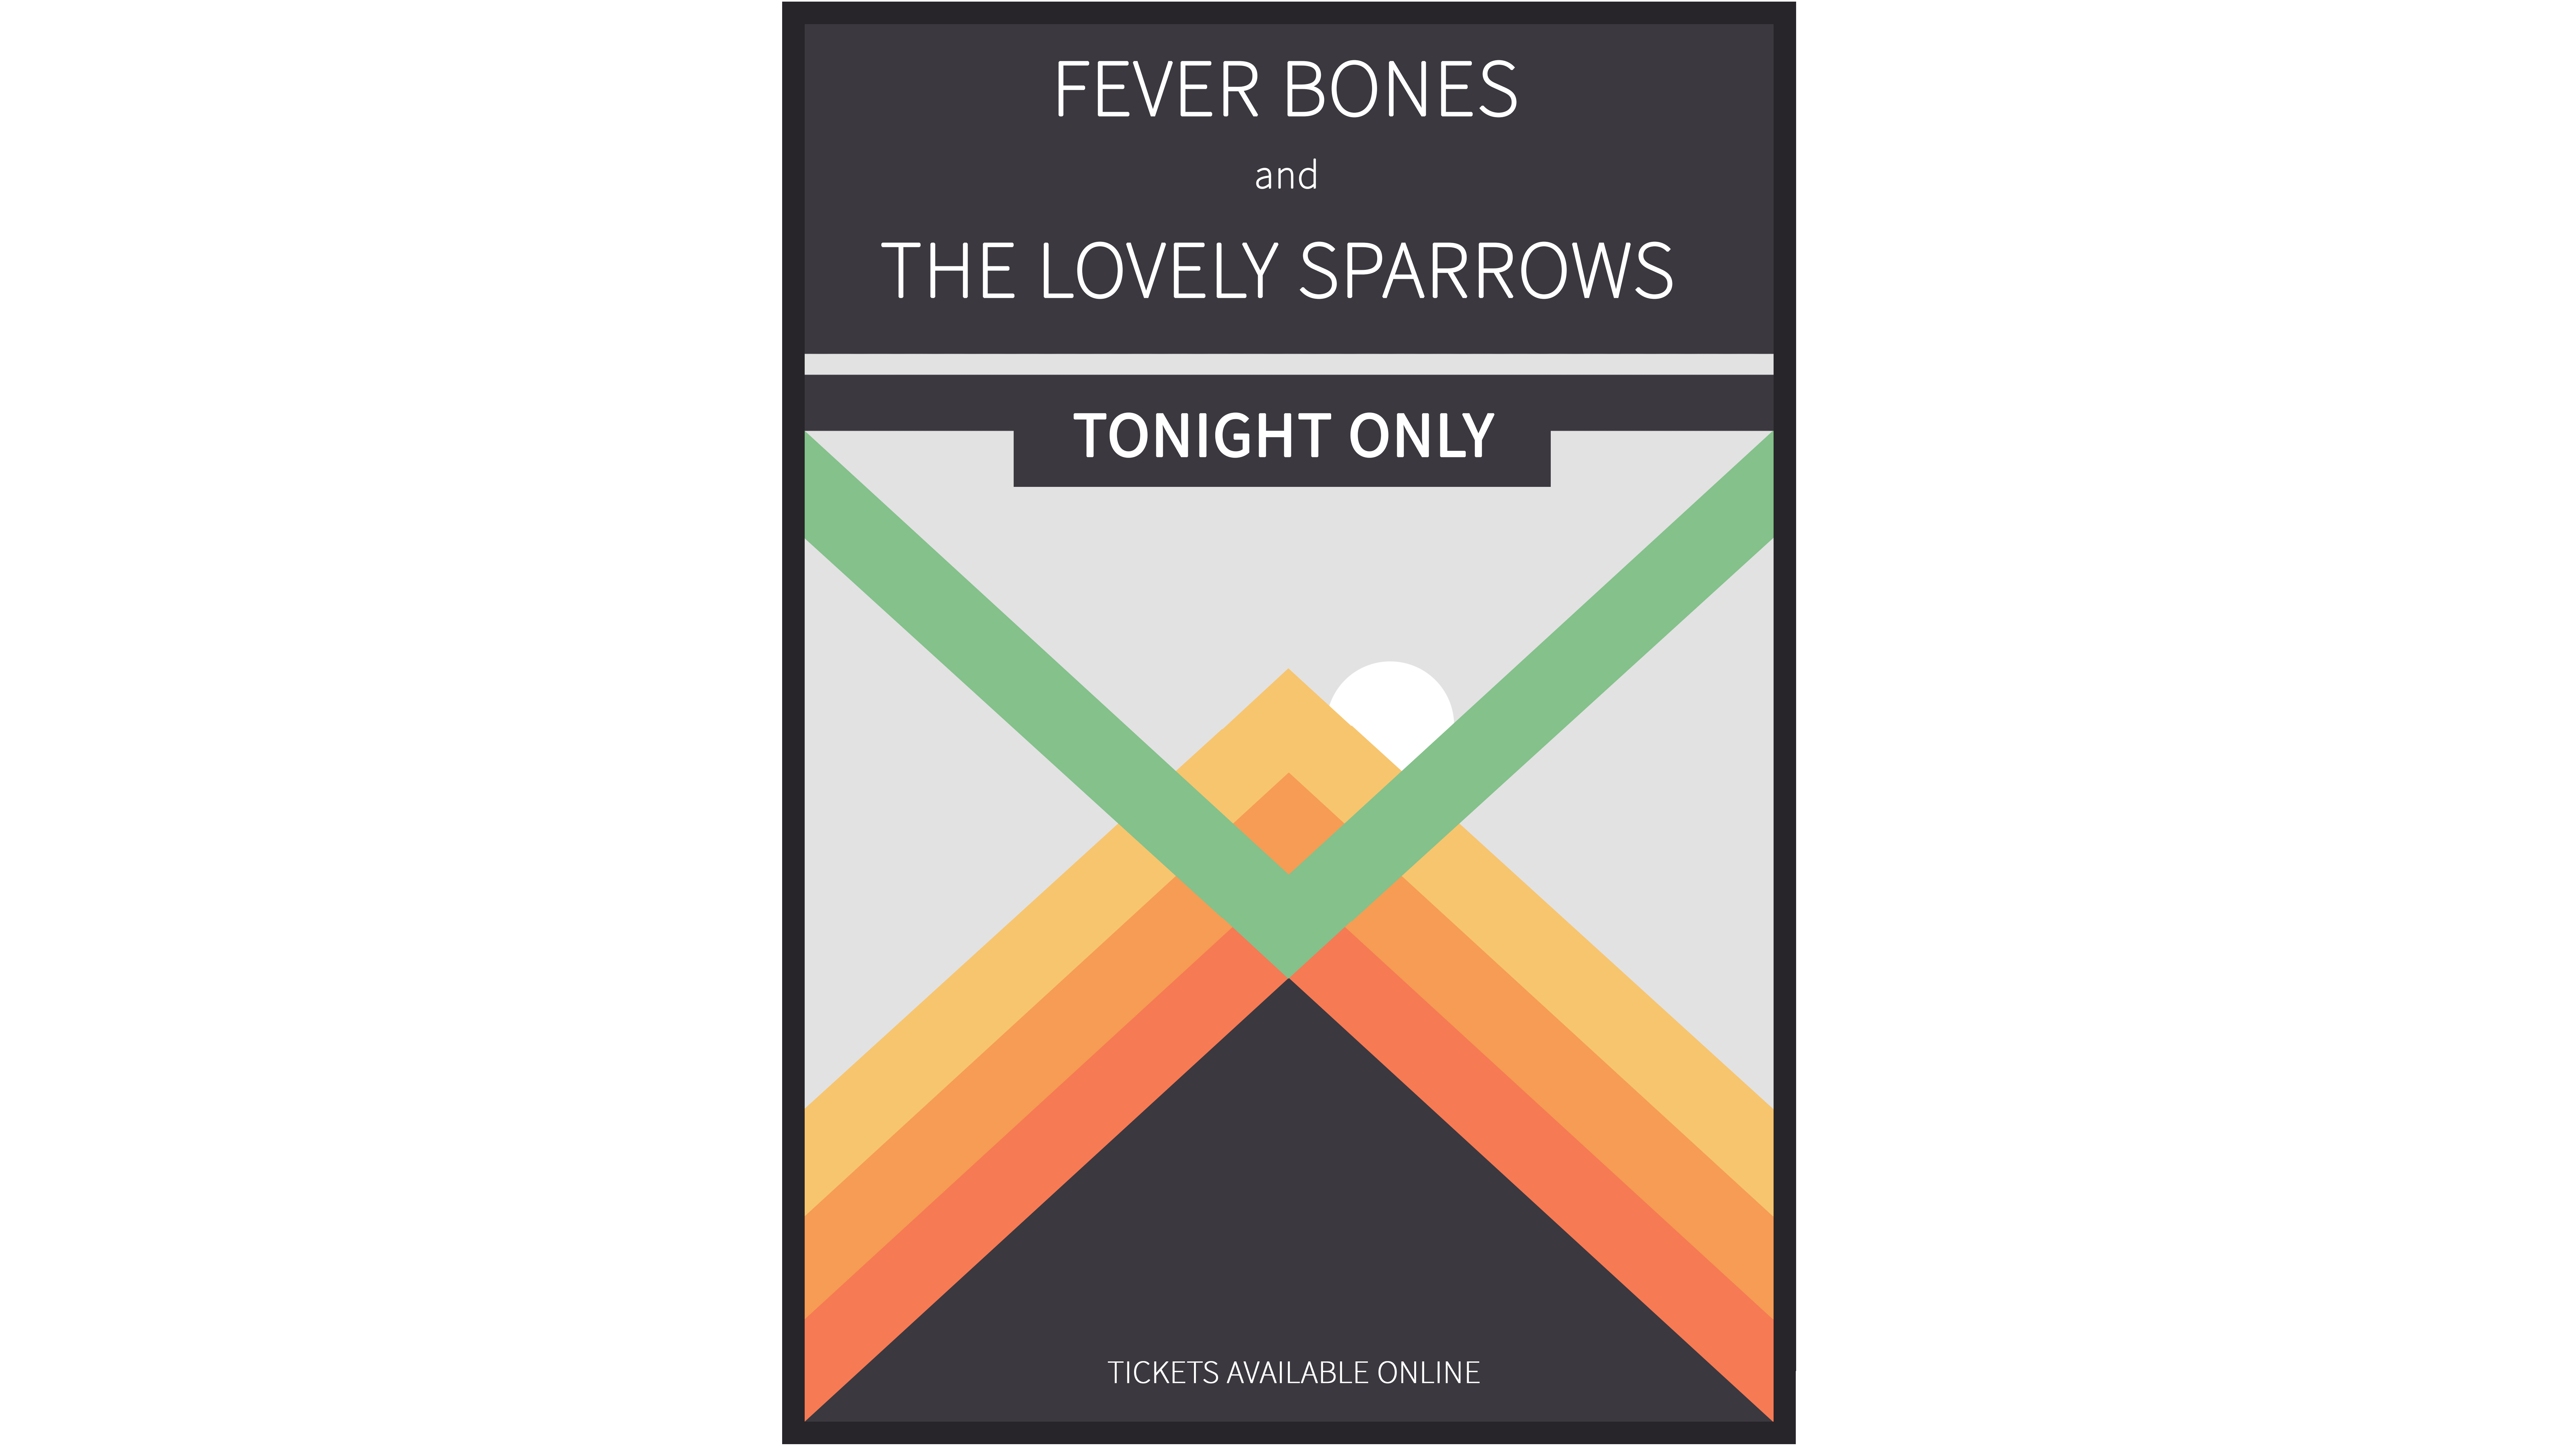 FEVER BONES
and
THE LOVELY SPARROWS
TONIGHT ONLY
TICKETS AVAILABLE ONLINE